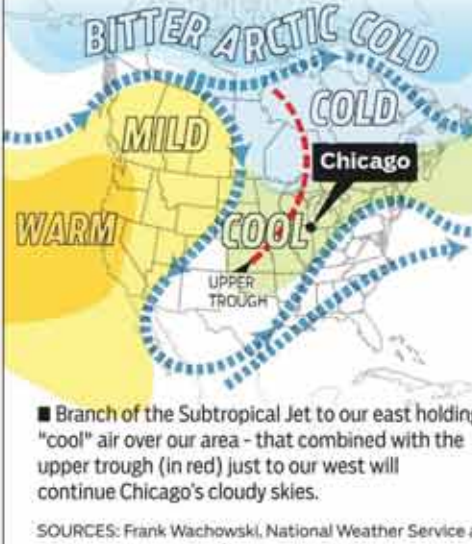 BITTER ARCTIC COLD
COLD
MILD
Chicago
WARM
COOL
UPPER
TROUGH
■ Branch of the Subtropical Jet to our east holding
"cool" air over our area - that combined with the
upper trough (in red) just to our west will
continue Chicago's cloudy skies.
SOURCES: Frank Wachowski, National Weather Service